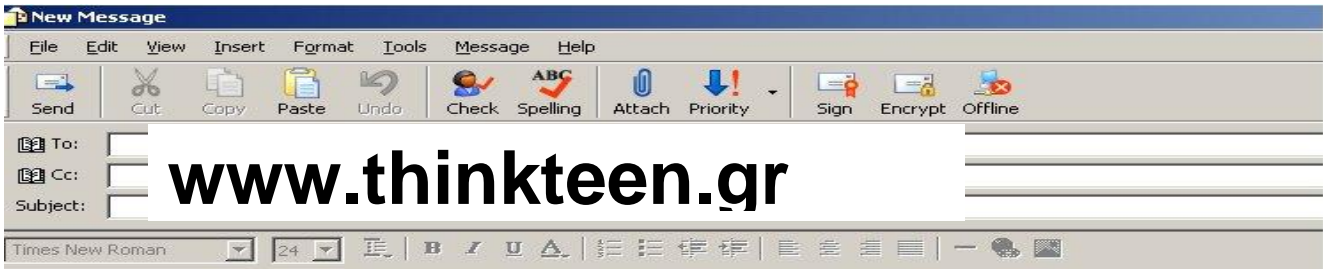 New Message
File Edit View Insert Format Tools Message Help
Send Cut Copy Paste Undo Check Spelling Attach Priority Sign Encrypt Offline
To:
Cc:
Subject:
www.thinkteen.gr
Times New Roman 24 B I U A